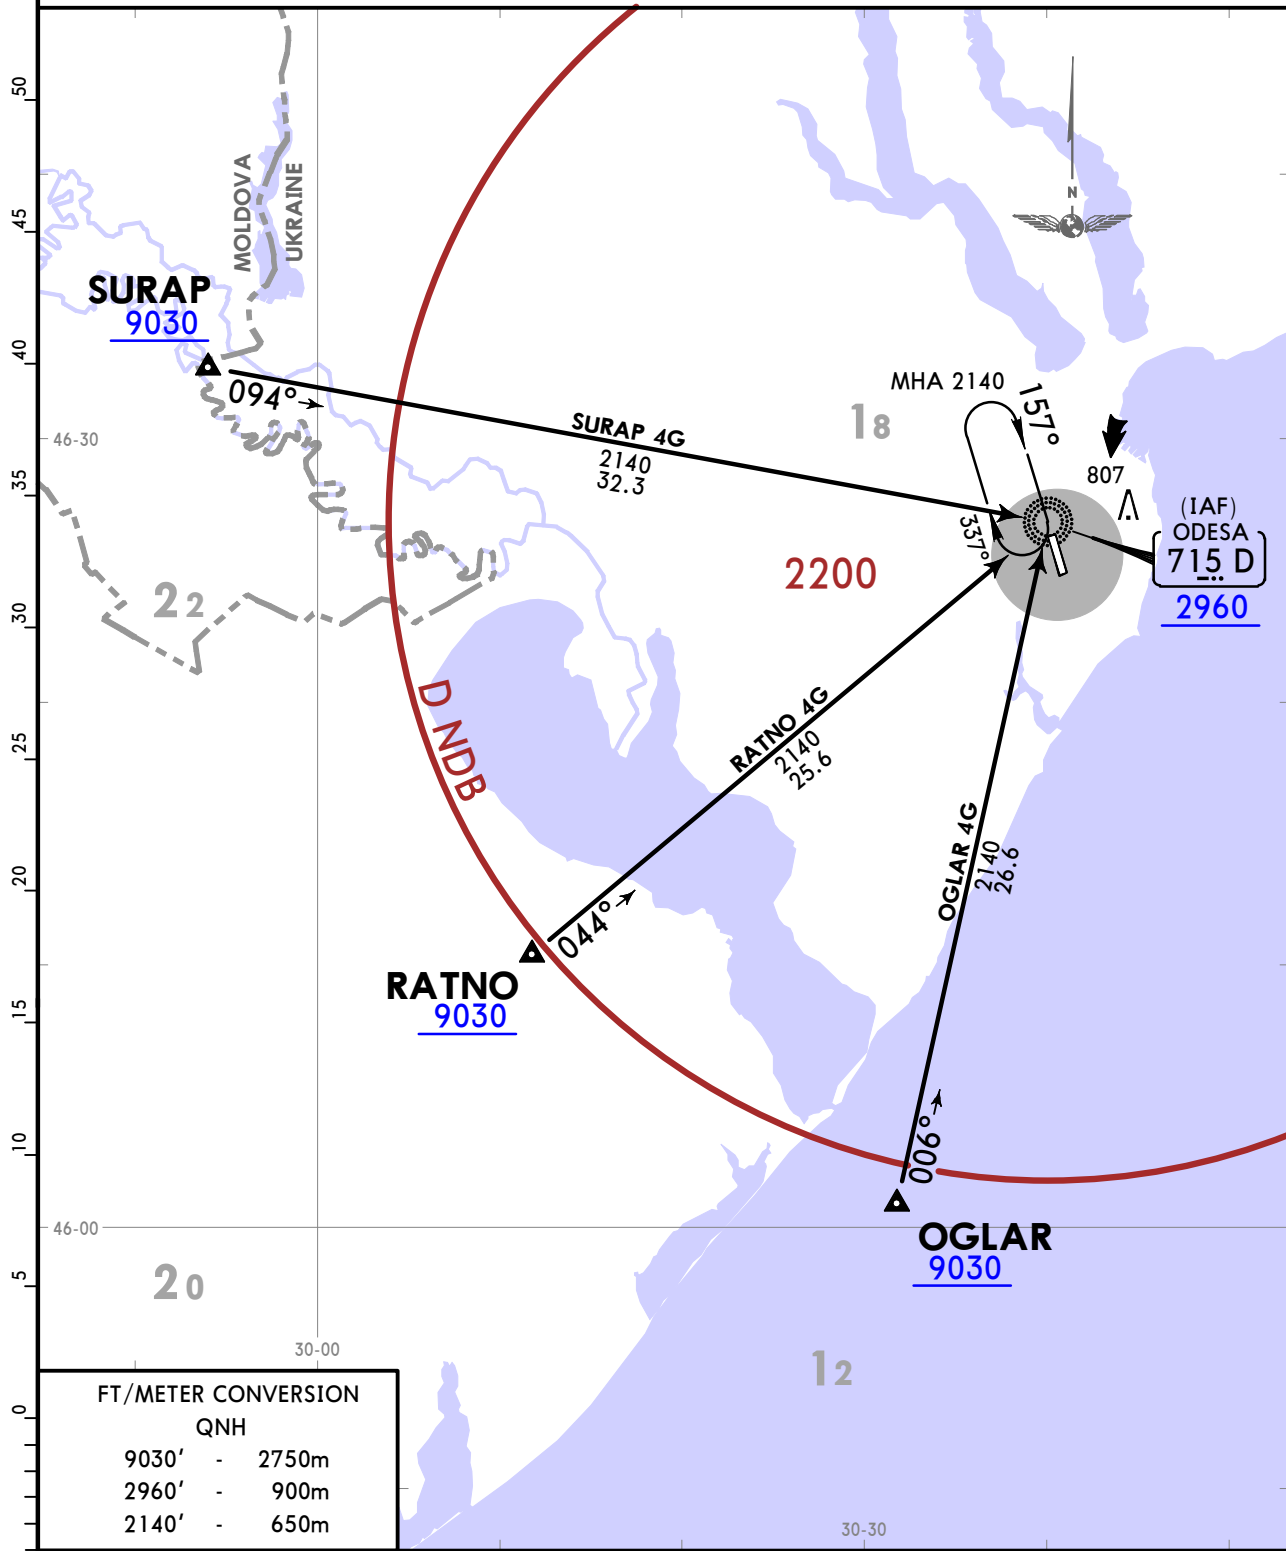 50
45
40
35
30
25
20
15
10
5
0
MOLDOVA
UKRAINE
N
SURAP
9030
094°
46-30
SURAP 4G
2140
32.3
MHA 2140
157°
337°
18
807
(IAF)
ODESA
715 D
2960
2200
22
D NDB
RATNO 4G
2140
25.6
OGLAR 4G
2140
26.6
044°
RATNO
9030
006°
46-00
OGLAR
9030
20
12
30-00
30-30
FT/METER CONVERSION
QNH
9030' - 2750m
2960' - 900m
2140' - 650m